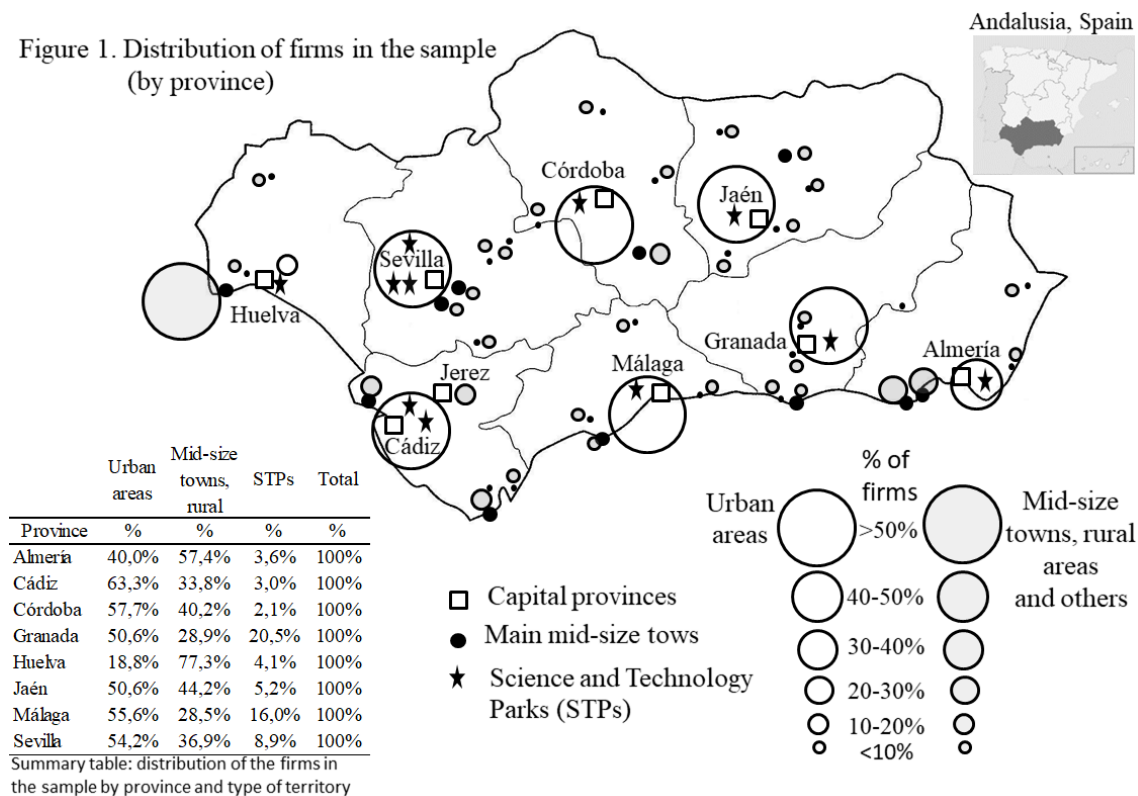 Figure 1. Distribution of firms in the sample
(by province)
Andalusia, Spain
Córdoba
Jaén
Sevilla
Huelva
Granada
Almería
Málaga
Jerez
Cádiz
Urban areas Mid-size towns, rural STPs Total
Province % % % %
Almería 40,0% 57,4% 3,6% 100%
Cádiz 63,3% 33,8% 3,0% 100%
Córdoba 57,7% 40,2% 2,1% 100%
Granada 50,6% 28,9% 20,5% 100%
Huelva 18,8% 77,3% 4,1% 100%
Jaén 50,6% 44,2% 5,2% 100%
Málaga 55,6% 28,5% 16,0% 100%
Sevilla 54,2% 36,9% 8,9% 100%
Summary table: distribution of the firms in
the sample by province and type of territory
Capital provinces
Main mid-size tows
Science and Technology
Parks (STPs)
% of
firms
Urban
areas
Mid-size
towns, rural
areas
and others
>50%
40-50%
30-40%
20-30%
10-20%
<10%